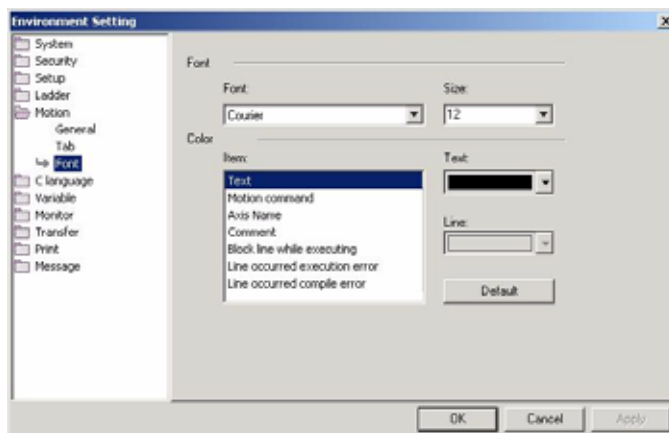 Environment Setting
System
Security
Setup
Ladder
Motion
General
Tab
Font
C language
Variable
Monitor
Transfer
Print
Message
Font
Font:
Size:
Courier
12
Color
Item:
Text:
Text
Motion command
Axis Name
Comment
Block line while executing
Line occurred execution error
Line occurred compile error
Line:
Default
OK
Cancel
Apply